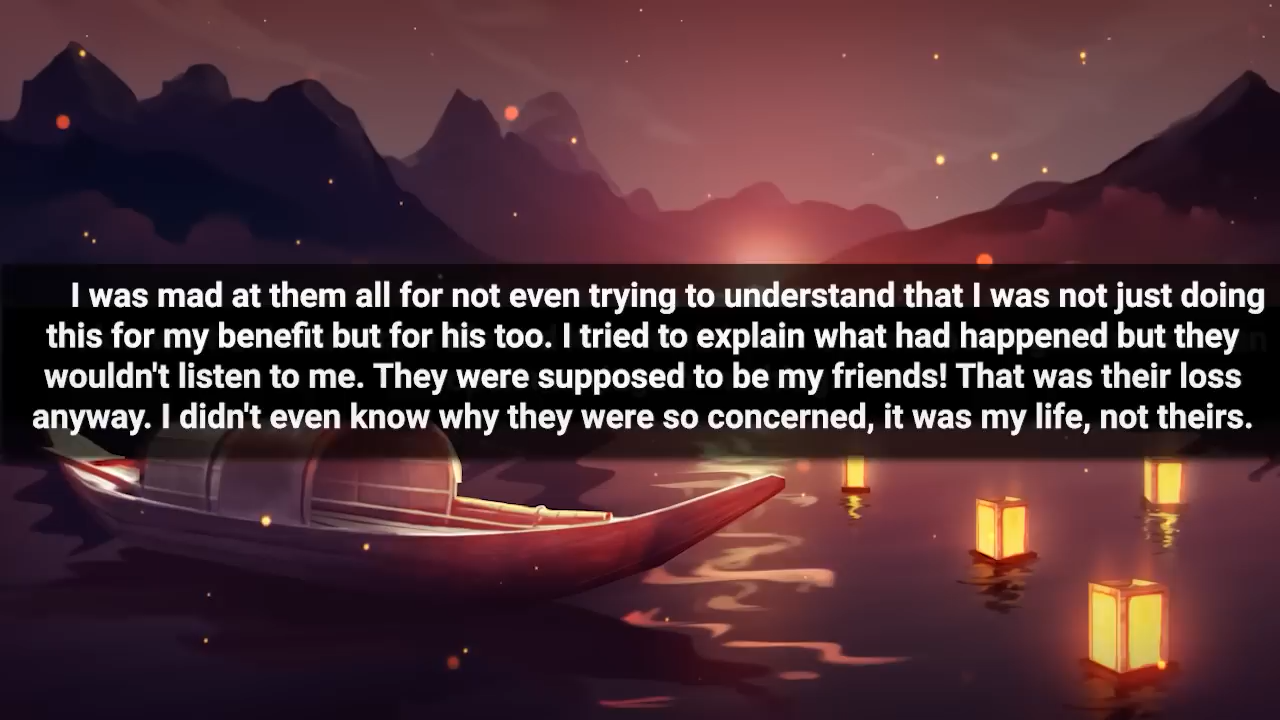 I was mad at them all for not even trying to understand that I was not just doing
this for my benefit but for his too. I tried to explain what had happened but they
wouldn't listen to me. They were supposed to be my friends! That was their loss
anyway. I didn't even know why they were so concerned, it was my life, not theirs.